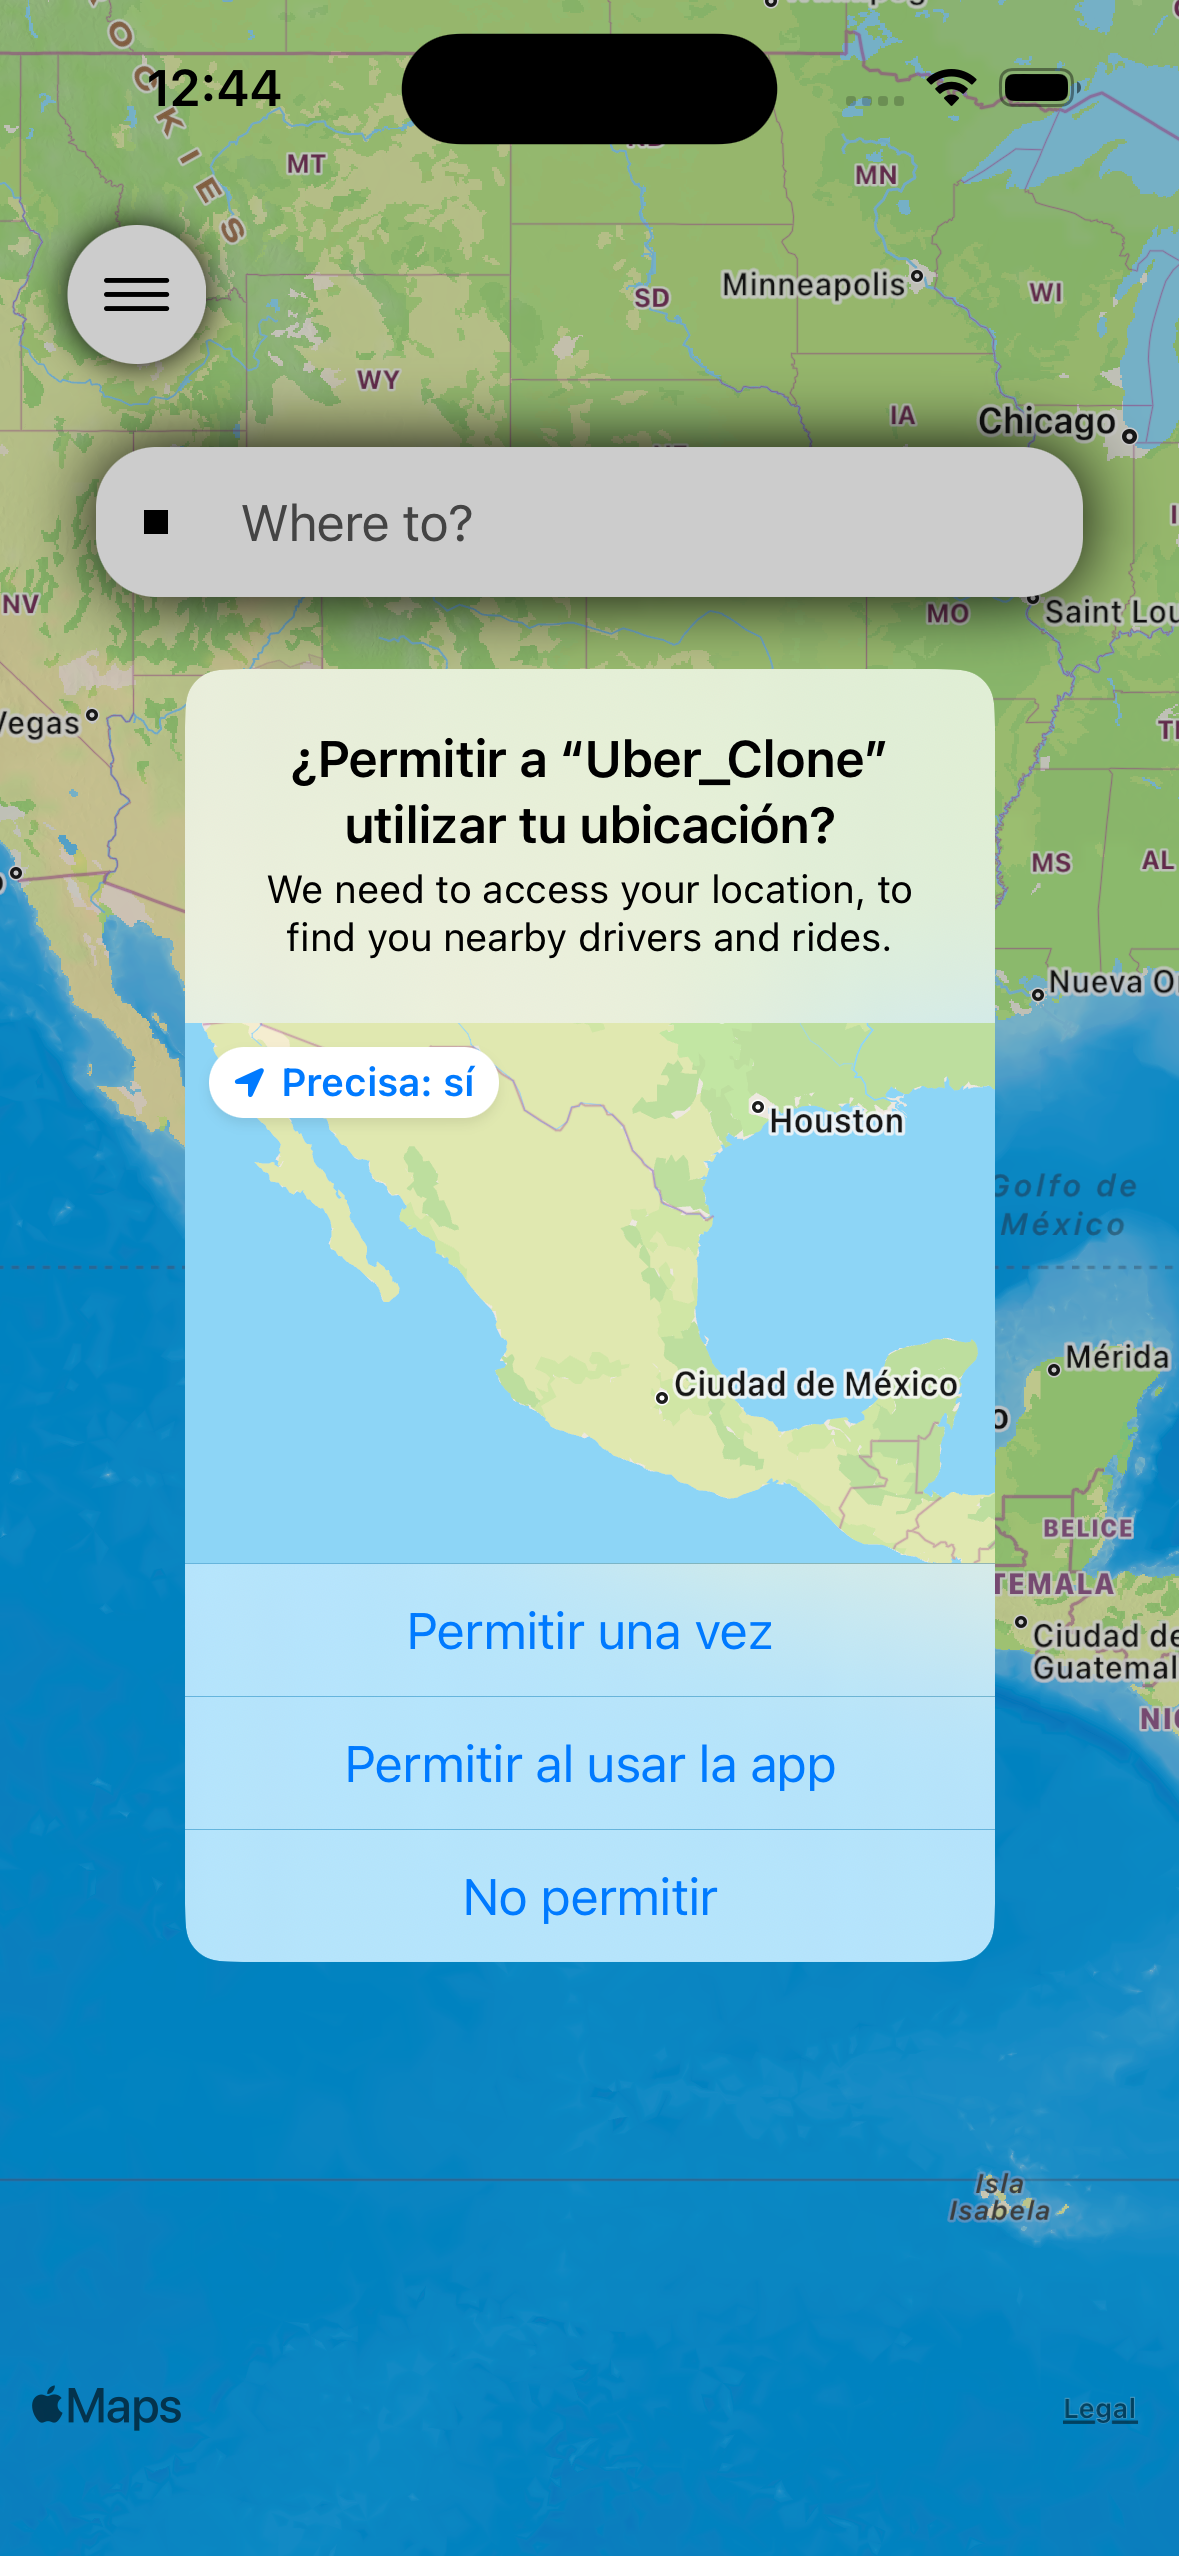 12:44
ROCKIES
MT
MN
SD
Minneapolis
WI
WY
IA
Chicago
Where to?
NV
MO
Saint Lou
Vegas
¿Permitir a “Uber_Clone”
utilizar tu ubicación?
We need to access your location, to
find you nearby drivers and rides.
MS
AL
Nueva O
Precisa: sí
Houston
Golfo de
México
Ciudad de México
Mérida
BELICE
TEMALA
Ciudad de
Guatemal
NIC
Permitir una vez
Permitir al usar la app
No permitir
Isla
Isabela
Maps
Legal